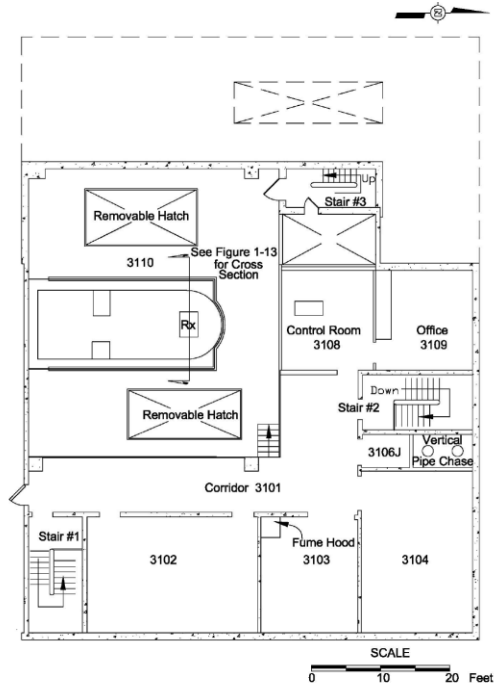 Up
Stair #3
Removable Hatch
See Figure 1-13
for Cross
Section
3110
Rx
Control Room
3108
Office
3109
Removable Hatch
Down
Stair #2
3106J
Vertical
Pipe Chase
Corridor 3101
Stair #1
3102
Fume Hood
3103
3104
SCALE
0 10 20 Feet